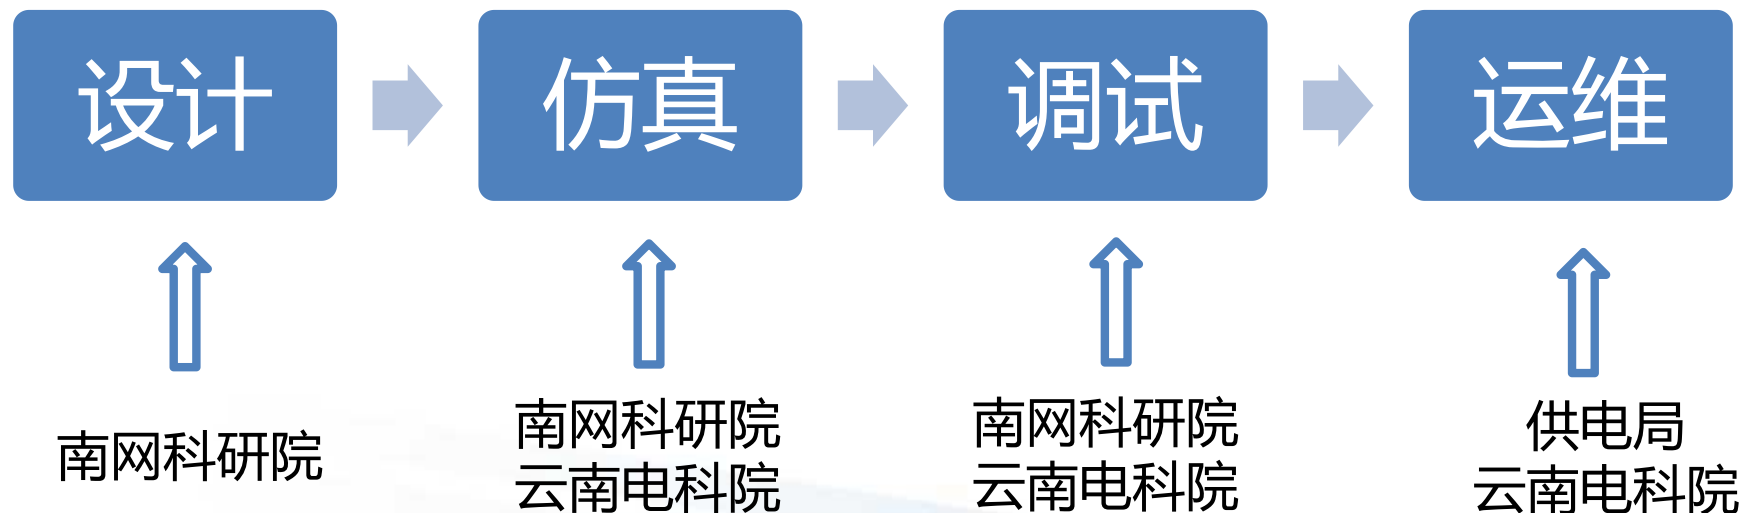 设计
仿真
调试
运维
南网科研院
南网科研院
云南电科院
南网科研院
云南电科院
供电局
云南电科院